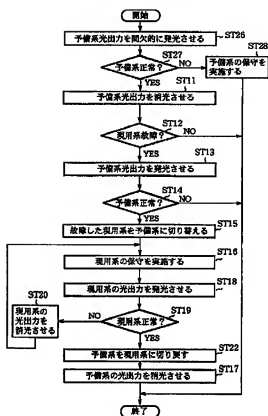 開始
ST26
予備系光出力を間欠的に発光させる
ST27
予備系正常?
NO
ST28
予備系の保守を
実施する
YES
ST11
予備系光出力を消光させる
ST12
現用系故障?
NO
YES
ST13
予備系光出力を発光させる
ST14
予備系正常?
NO
YES
ST15
故障した現用系を予備系に切り替える
ST16
現用系の保守を実施する
ST18
現用系の光出力を発光させる
ST19
現用系正常?
NO
ST20
現用系の
光出力を
消光させる
YES
ST22
予備系を現用系に切り戻す
ST17
予備系の光出力を消光させる
終了